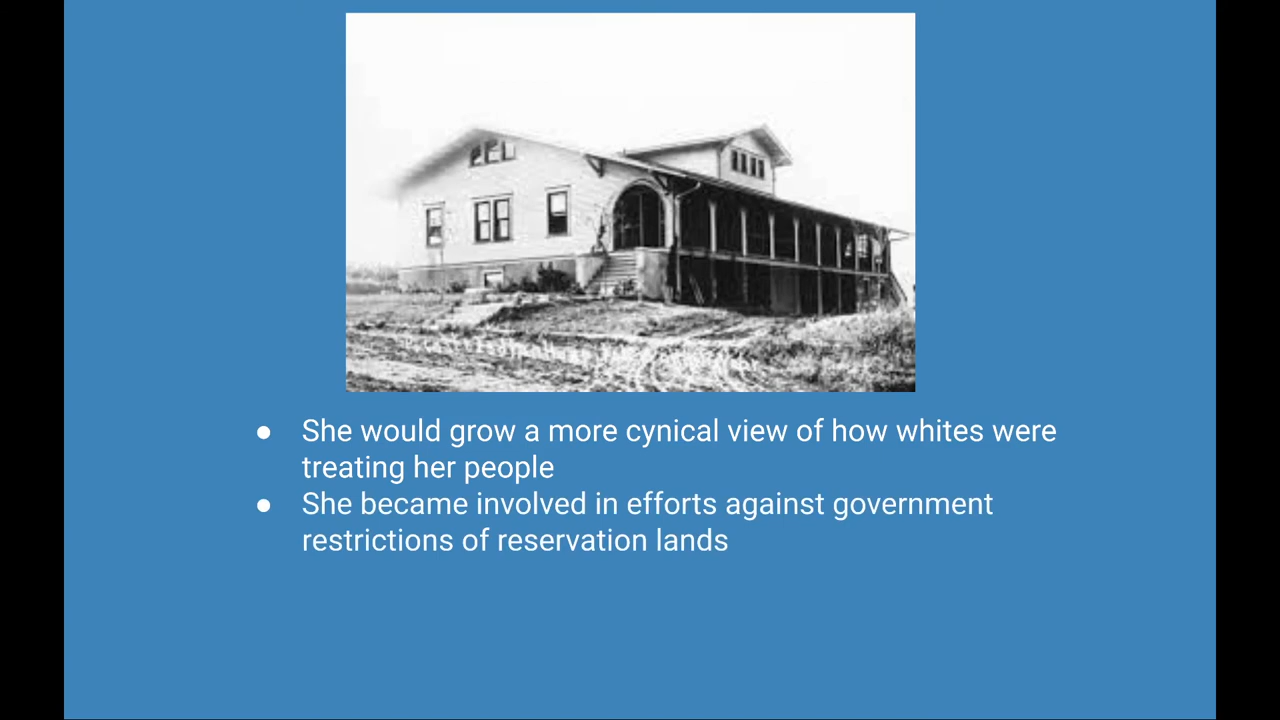 ● She would grow a more cynical view of how whites were
treating her people
● She became involved in efforts against government
restrictions of reservation lands